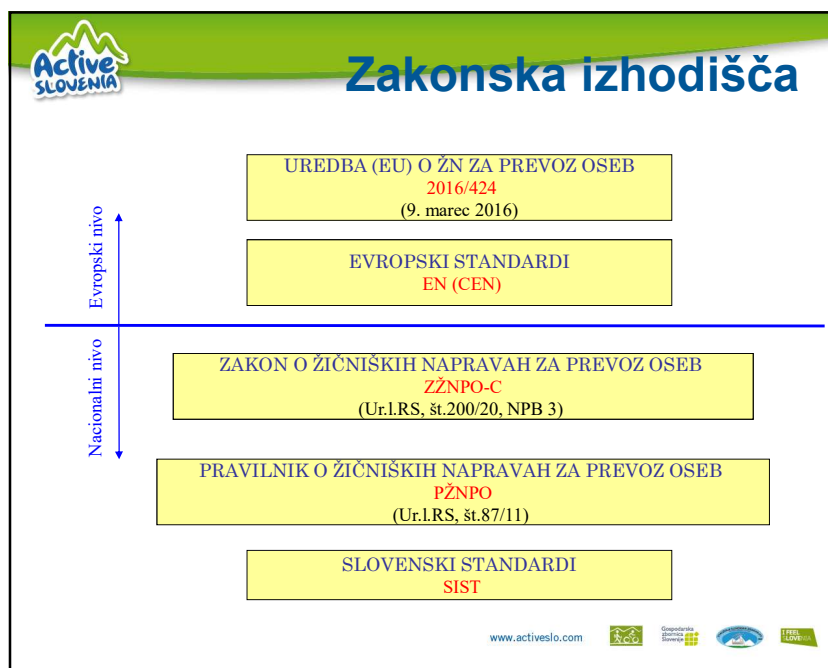 Active
SLOVENIA
Zakonska izhodišča
UREDBA (EU) O ŽN ZA PREVOZ OSEB
2016/424
(9. marec 2016)
EVROPSKI STANDARDI
EN (CEN)
Evropski nivo
Nacionalni nivo
ZAKON O ŽIČNIŠKIH NAPRAVAH ZA PREVOZ OSEB
ZŽNPO-C
(Ur.l.RS, št.200/20, NPB 3)
PRAVILNIK O ŽIČNIŠKIH NAPRAVAH ZA PREVOZ OSEB
PŽNPO
(Ur.l.RS, št.87/11)
SLOVENSKI STANDARDI
SIST
www.activeslo.com
Gospodarska
zbornica
Slovenije
I FEEL
SLOVENIA